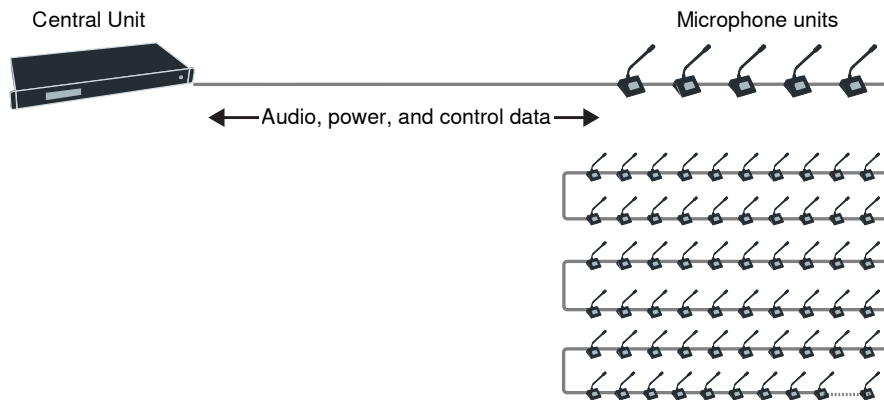 Central Unit
Microphone units
Audio, power, and control data